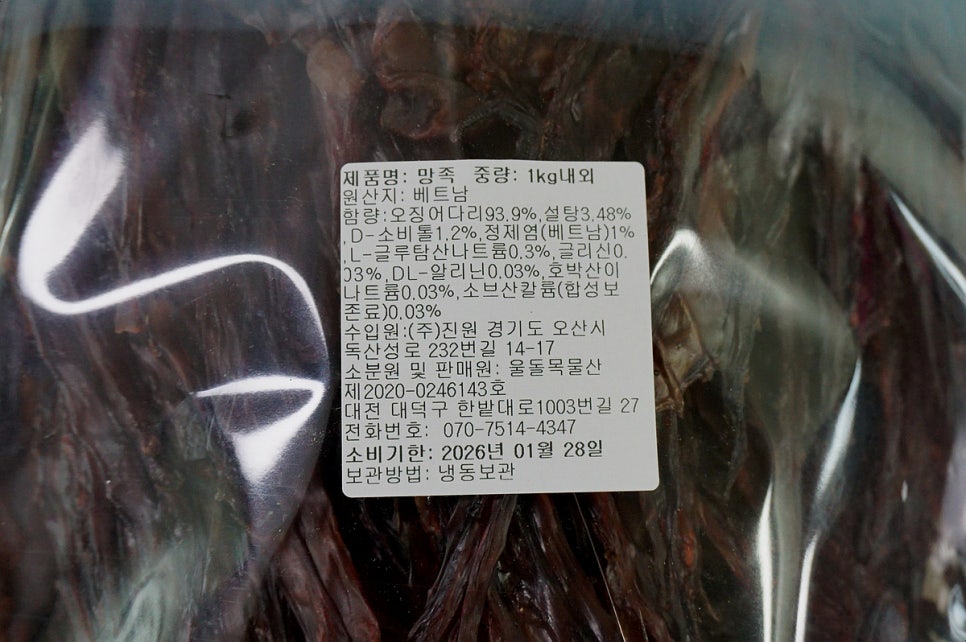 제품명: 망족 중량: 1kg내외
원산지: 베트남
함량:오징어다리93.9%,설탕3.48%
,D-소비톨1.2%,정제염(베트남)1%
,L-글루탐산나트륨0.3%,글리신0.
03%,DL-알리닌0.03%,호박산이
나트륨0.03%,소브산칼륨(합성보
존료)0.03%
수입원:(주)진원 경기도 오산시
독산성로 232번길 14-17
소분원 및 판매원: 울돌목물산
제2020-0246143호
대전 대덕구 한밭대로1003번길 27
전화번호: 070-7514-4347
소비기한: 2026년 01월 28일
보관방법: 냉동보관